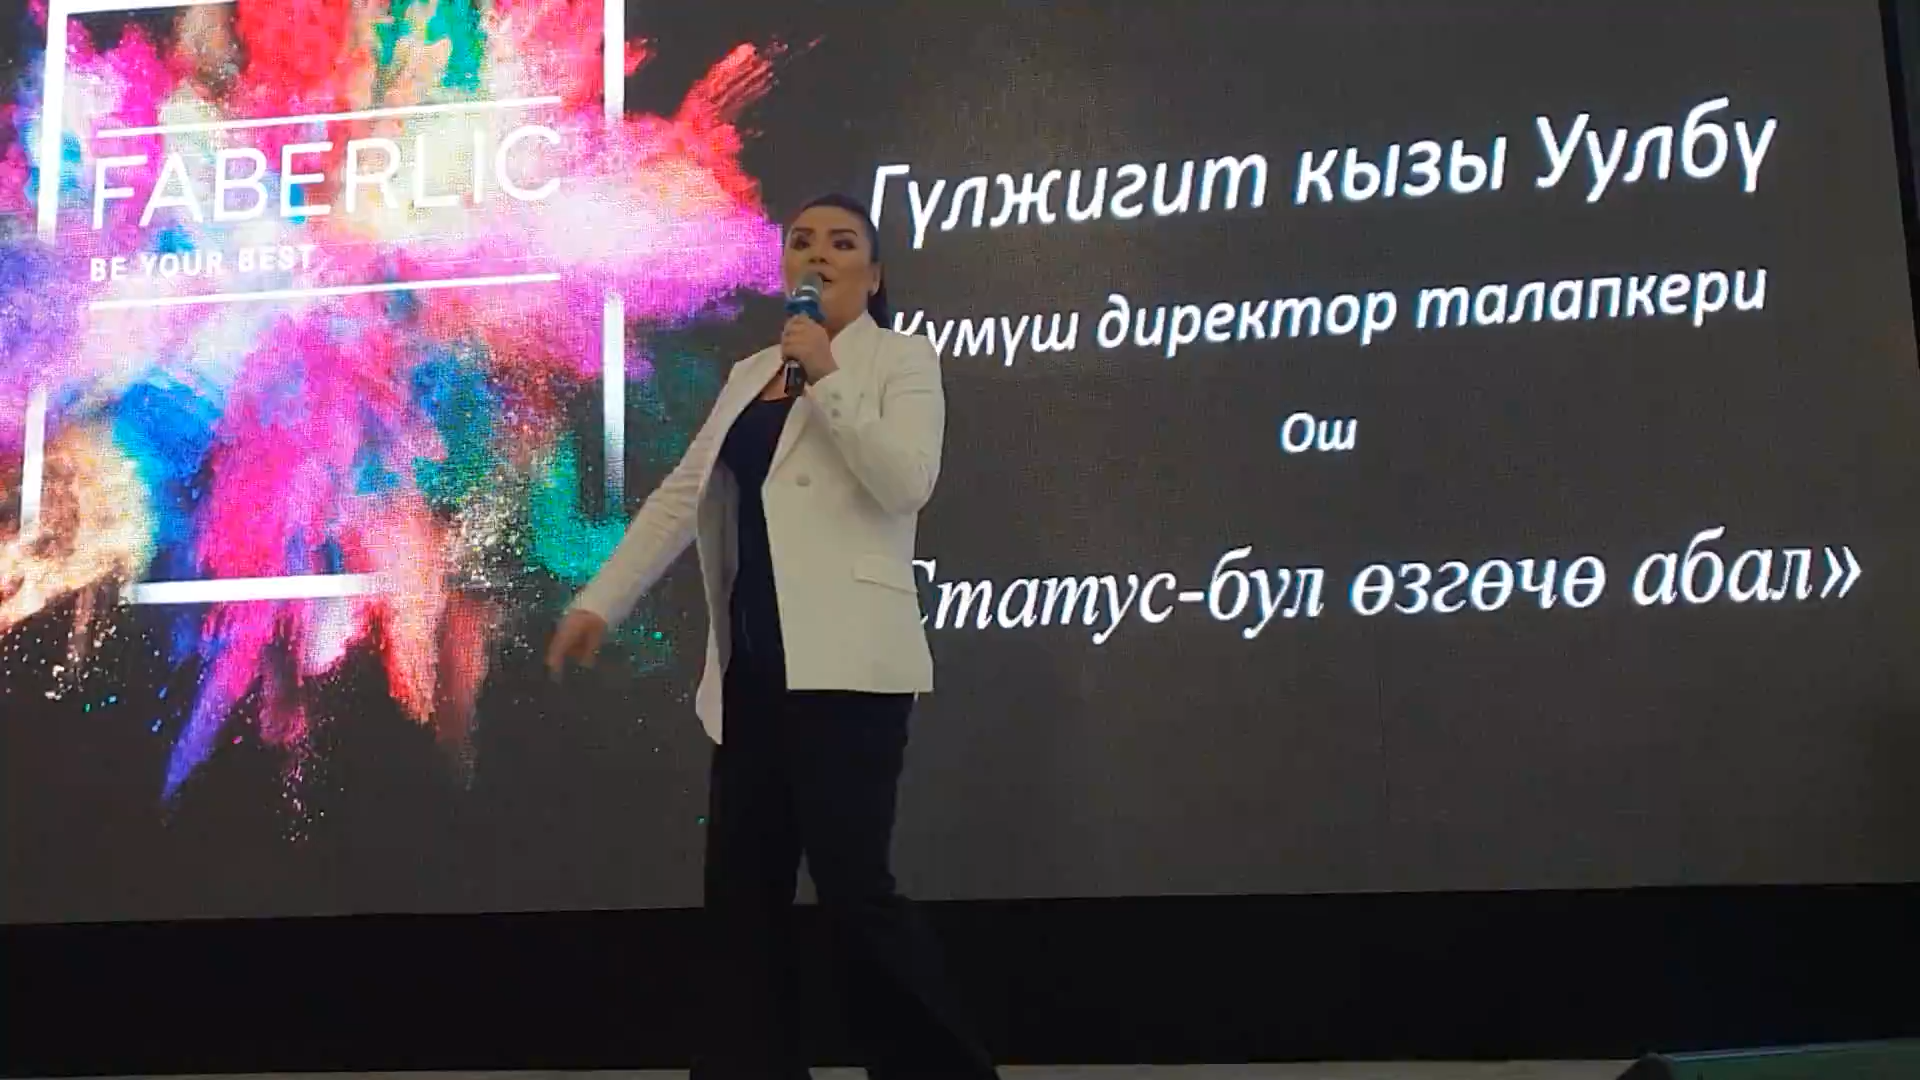 FABERLIC
BE YOUR BEST
Гүлжигит кызы Уулбү
Күмүш директор талапкери
Ош
Статус-бул өзгөчө абал»